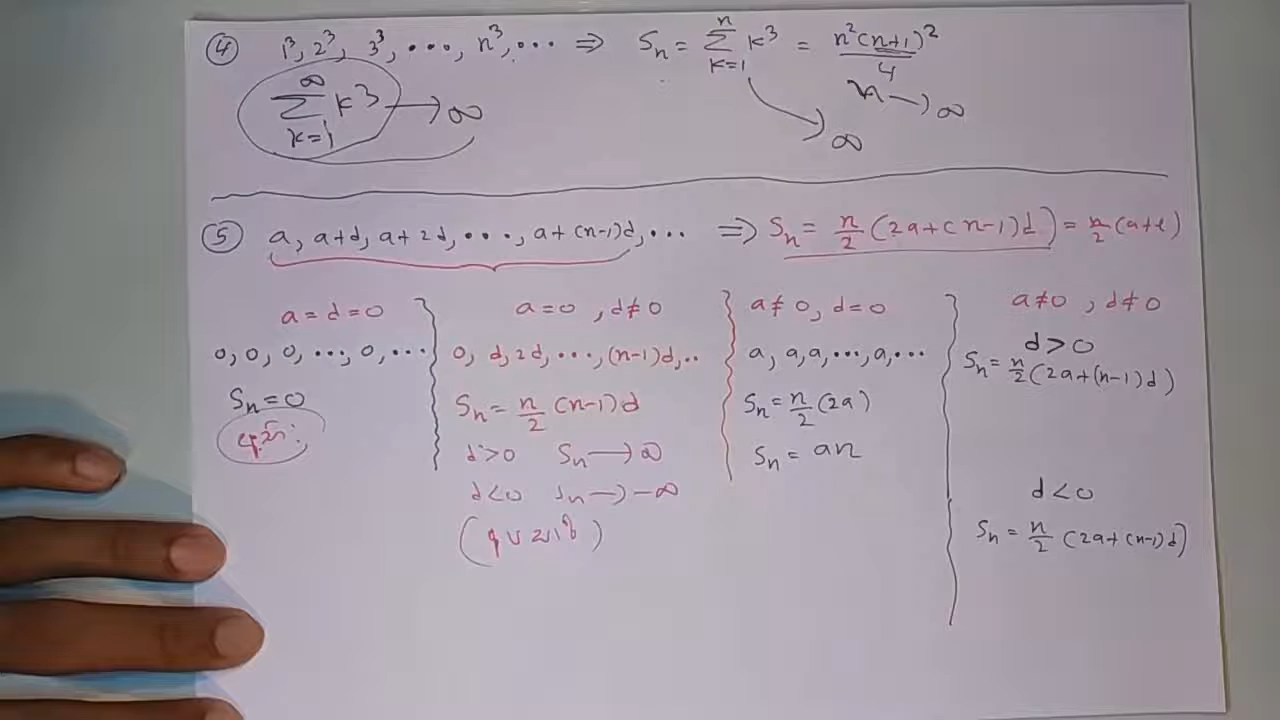 ④ 1³, 2³, 3³, ..., n³, ... ⇒ Sₙ = ∑_{k=1}^{n} k³ = n²(n+1)²/4
n → ∞
∑_{k=1}^{∞} k³ → ∞
∞
⑤ a, a+d, a+2d, ..., a+(n-1)d, ... ⇒ Sₙ = n/2 (2a+(n-1)d) = n/2 (a+l)
a = d = 0
0, 0, 0, ..., 0, ...
Sₙ = 0
a = 0, d ≠ 0
0, d, 2d, ..., (n-1)d, ..
Sₙ = n/2 (n-1)d
d>0 Sₙ → ∞
d<0 Sₙ → -∞
a ≠ 0, d = 0
a, a, a, ..., a, ...
Sₙ = n/2 (2a)
Sₙ = an
a ≠ 0, d ≠ 0
d > 0
Sₙ = n/2 (2a+(n-1)d)
d < 0
Sₙ = n/2 (2a+(n-1)d)